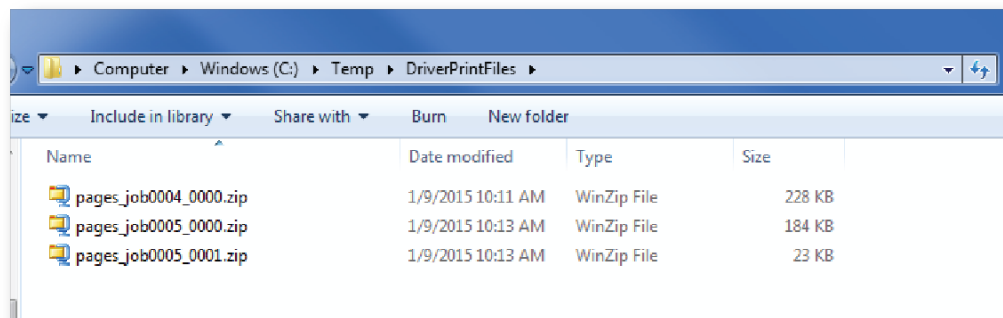 Computer Windows (C:) Temp DriverPrintFiles
ize Include in library Share with Burn New folder
Name Date modified Type Size
pages_job0004_0000.zip 1/9/2015 10:11 AM WinZip File 228 KB
pages_job0005_0000.zip 1/9/2015 10:13 AM WinZip File 184 KB
pages_job0005_0001.zip 1/9/2015 10:13 AM WinZip File 23 KB